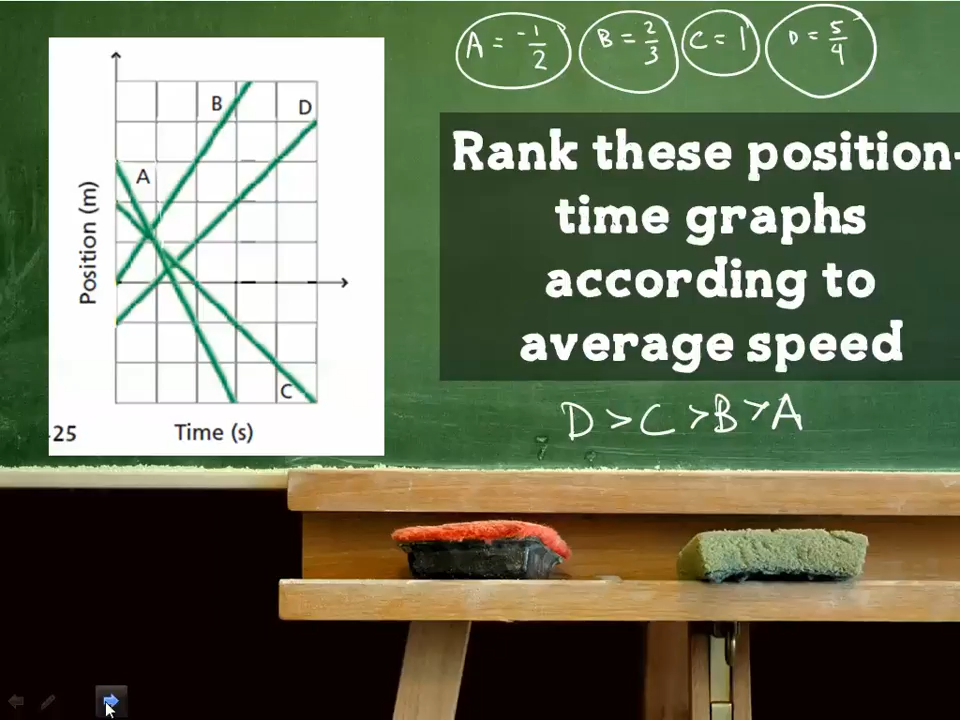 A = -1/2
B = 2/3
C = 1
D = 5/4
B
D
A
Position (m)
C
25
Time (s)
Rank these position-
time graphs
according to
average speed
D > C > B > A